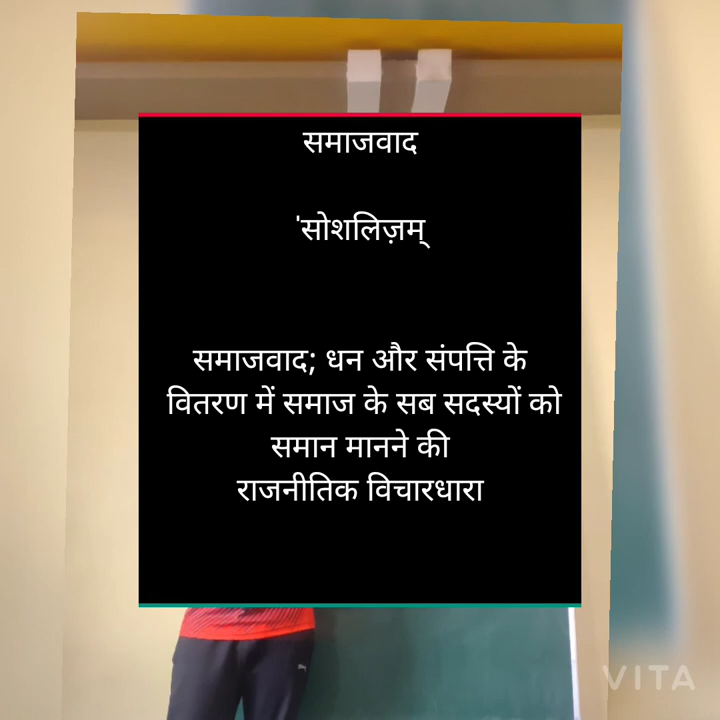 समाजवाद
'सोशलिज़म्
समाजवाद; धन और संपत्ति के
वितरण में समाज के सब सदस्यों को
समान मानने की
राजनीतिक विचारधारा
VITA